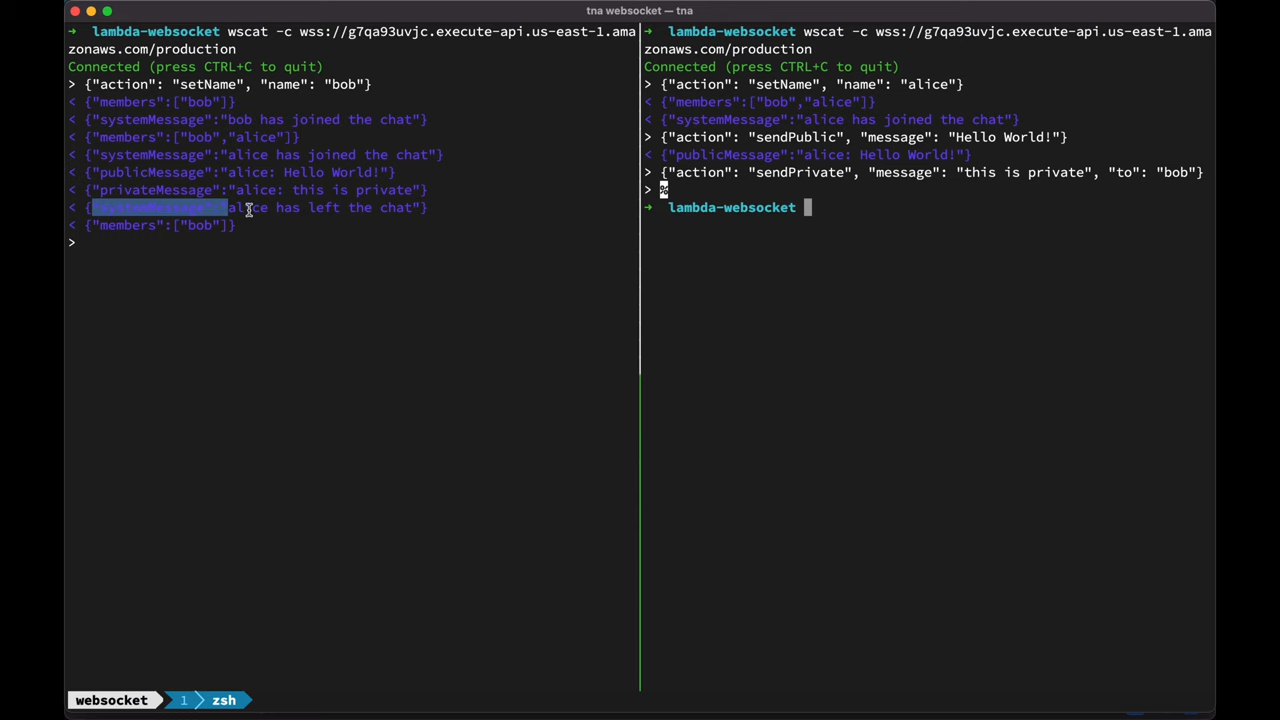 tna websocket — tna
➜  lambda-websocket wscat -c wss://g7qa93uvjc.execute-api.us-east-1.ama
zonaws.com/production
Connected (press CTRL+C to quit)
> {"action": "setName", "name": "bob"}
< {"members":["bob"]}
< {"systemMessage":"bob has joined the chat"}
< {"members":["bob","alice"]}
< {"systemMessage":"alice has joined the chat"}
< {"publicMessage":"alice: Hello World!"}
< {"privateMessage":"alice: this is private"}
< {"systemMessage":"alice has left the chat"}
< {"members":["bob"]}
>
➜  lambda-websocket wscat -c wss://g7qa93uvjc.execute-api.us-east-1.ama
zonaws.com/production
Connected (press CTRL+C to quit)
> {"action": "setName", "name": "alice"}
< {"members":["bob","alice"]}
< {"systemMessage":"alice has joined the chat"}
> {"action": "sendPublic", "message": "Hello World!"}
< {"publicMessage":"alice: Hello World!"}
> {"action": "sendPrivate", "message": "this is private", "to": "bob"}
> %
➜  lambda-websocket
websocket 1 zsh